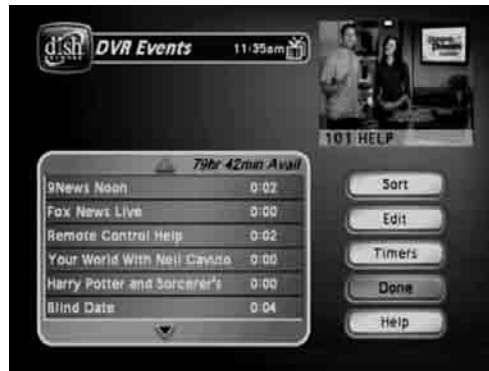 dish
NETWORK
DVR Events
11:35am
101 HELP
79hr 42min Avail
9News Noon 0:02
Fox News Live 0:00
Remote Control Help 0:02
Your World With Neil Cavuto 0:00
Harry Potter and Sorcerer's 0:00
Blind Date 0:04
Sort
Edit
Timers
Done
Help